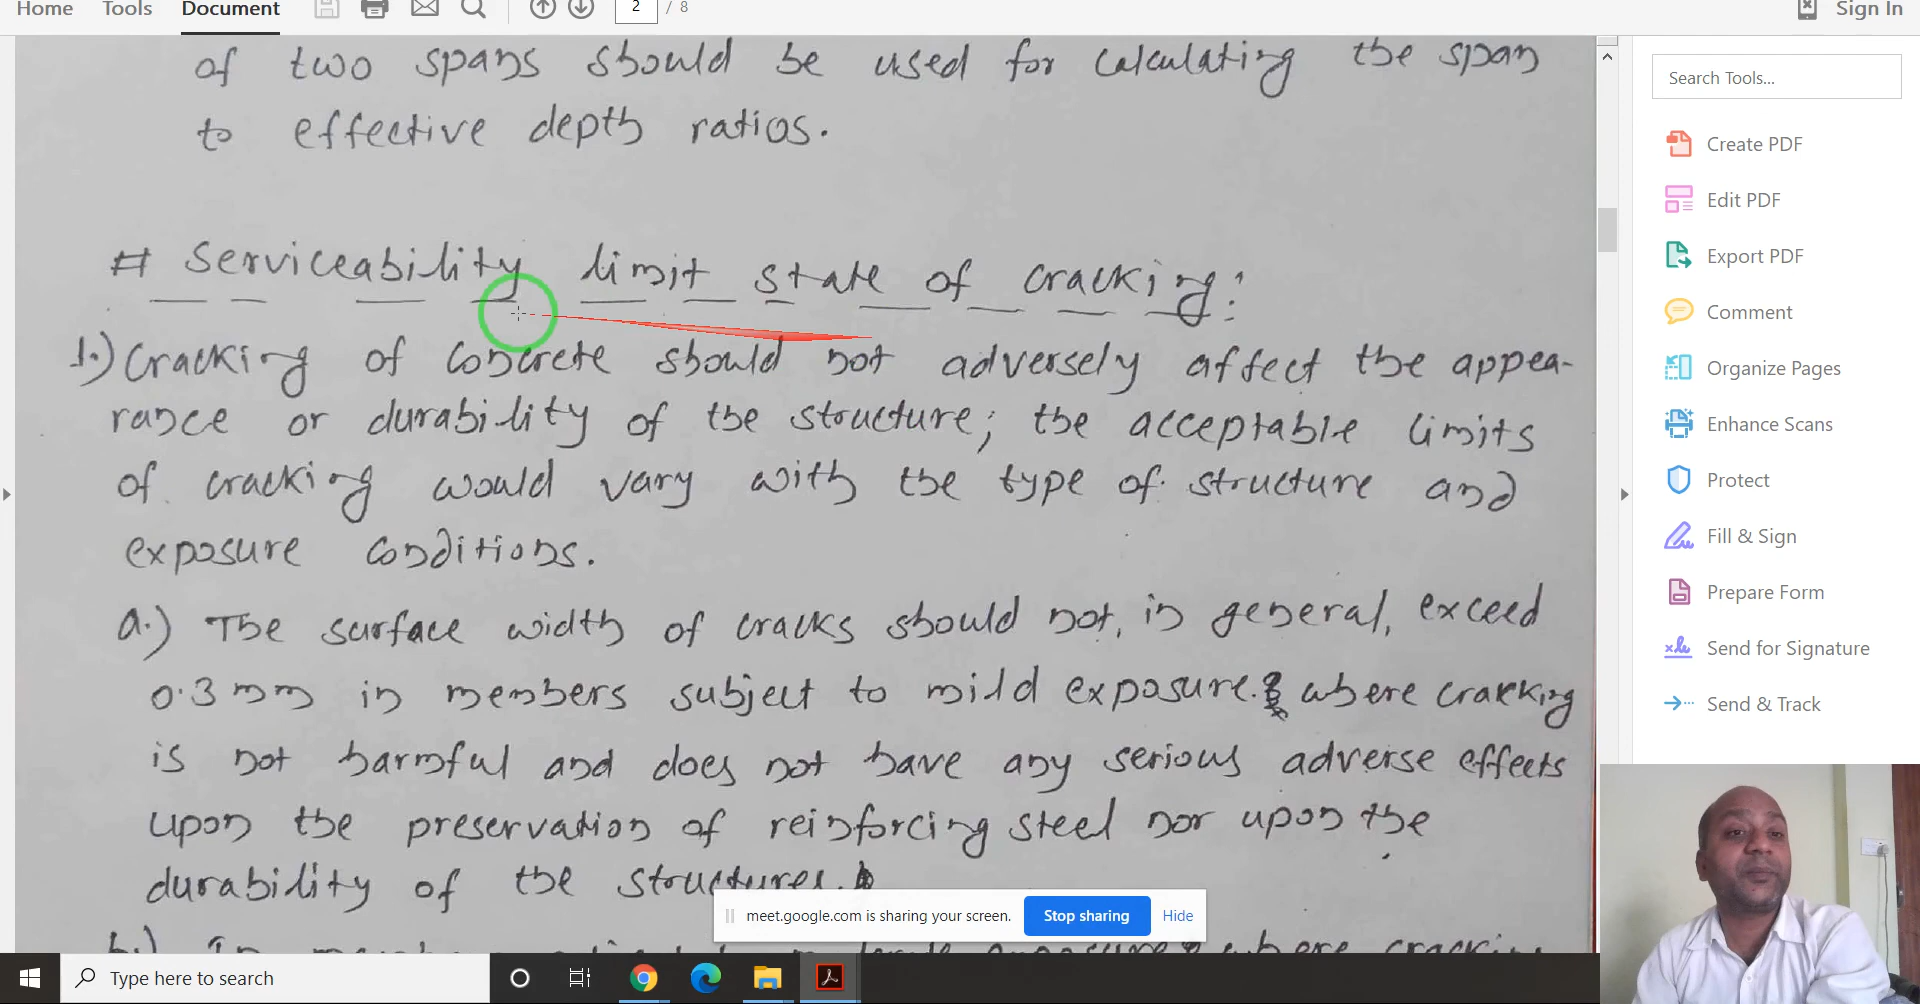 Home Tools Document 2 / 8 Sign In
of two spans should be used for calculating the span
to effective depth ratios.
# Serviceability limit state of cracking:
1.) Cracking of concrete should not adversely affect the appea-
rance or durability of the structure; the acceptable limits
of cracking would vary with the type of structure and
exposure conditions.
a.) The surface width of cracks should not, in general, exceed
0.3 mm in members subject to mild exposure. where cracking
is not harmful and does not have any serious adverse effects
upon the preservation of reinforcing steel nor upon the
durability of the structures.
b.) In
where cracking
Search Tools...
Create PDF
Edit PDF
Export PDF
Comment
Organize Pages
Enhance Scans
Protect
Fill & Sign
Prepare Form
Send for Signature
Send & Track
meet.google.com is sharing your screen. Stop sharing Hide
Type here to search